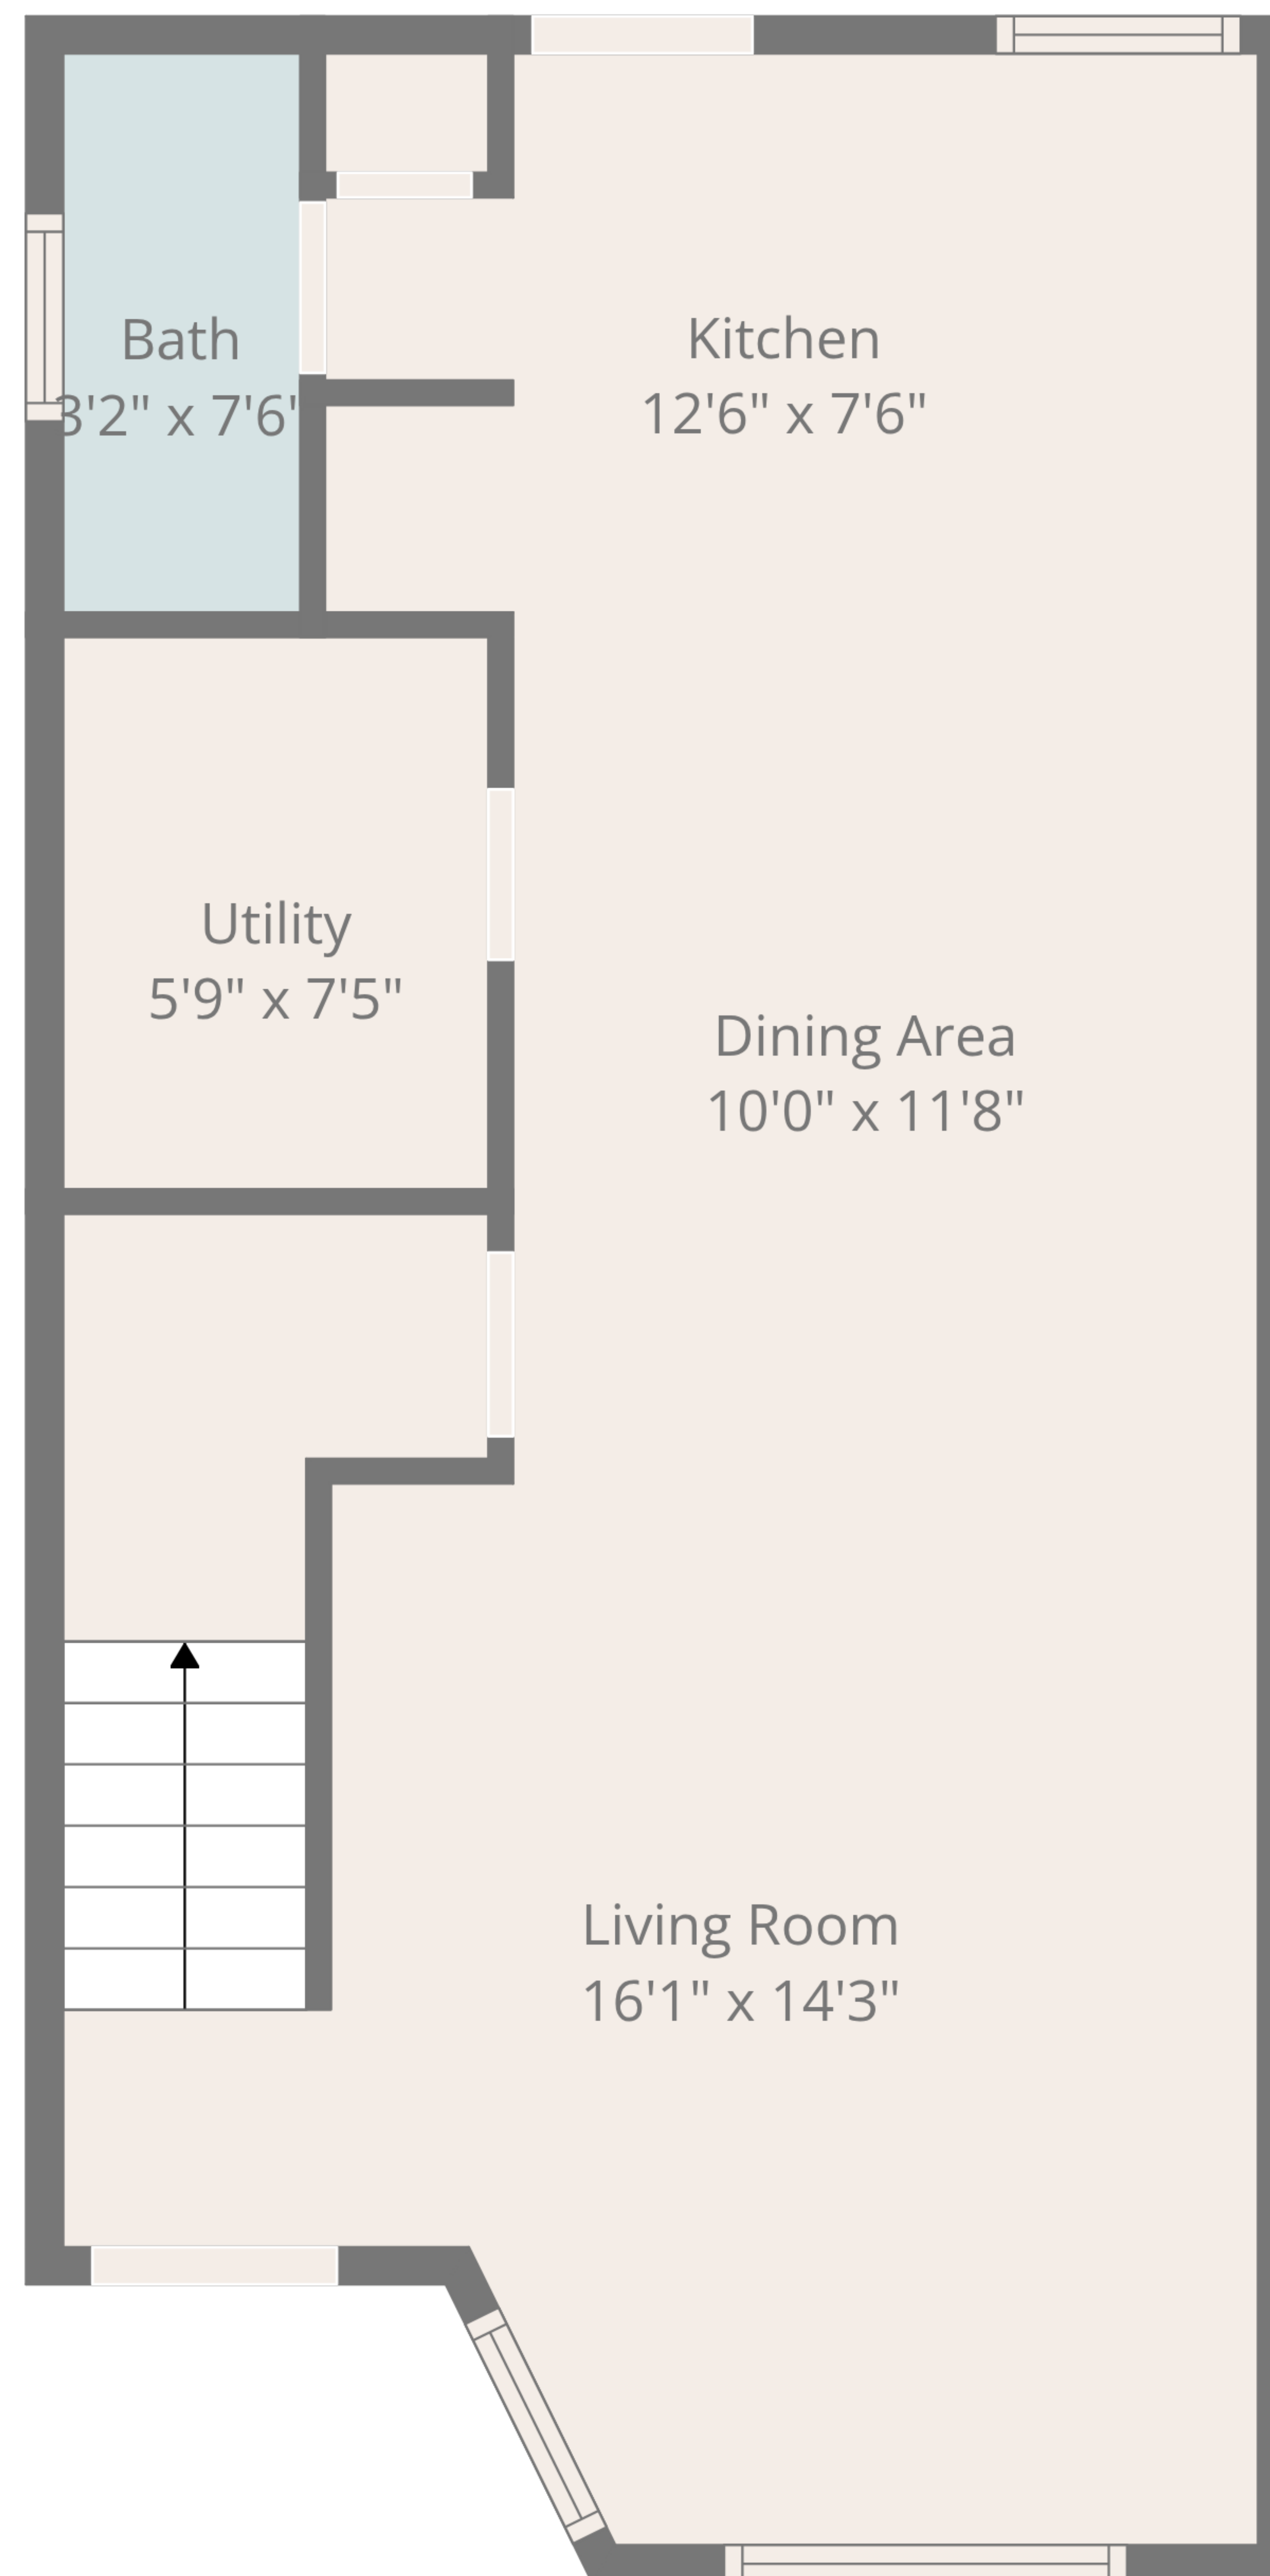 Bath
3'2" x 7'6"
Kitchen
12'6" x 7'6"
Utility
5'9" x 7'5"
Dining Area
10'0" x 11'8"
Living Room
16'1" x 14'3"